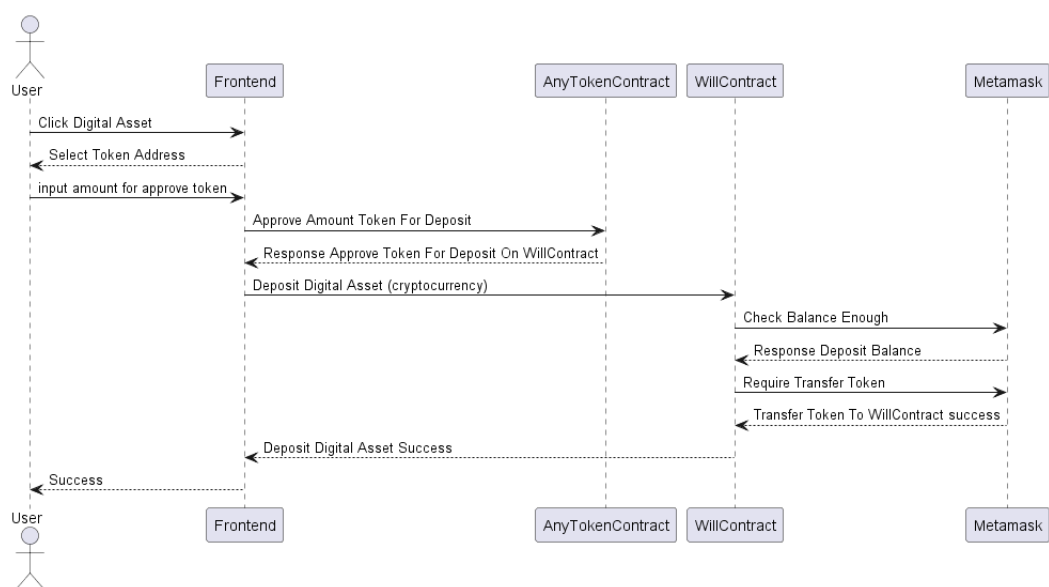 User
Frontend
AnyTokenContract
WillContract
Metamask
Click Digital Asset
Select Token Address
input amount for approve token
Approve Amount Token For Deposit
Response Approve Token For Deposit On WillContract
Deposit Digital Asset (cryptocurrency)
Check Balance Enough
Response Deposit Balance
Require Transfer Token
Transfer Token To WillContract success
Deposit Digital Asset Success
Success
User
Frontend
AnyTokenContract
WillContract
Metamask